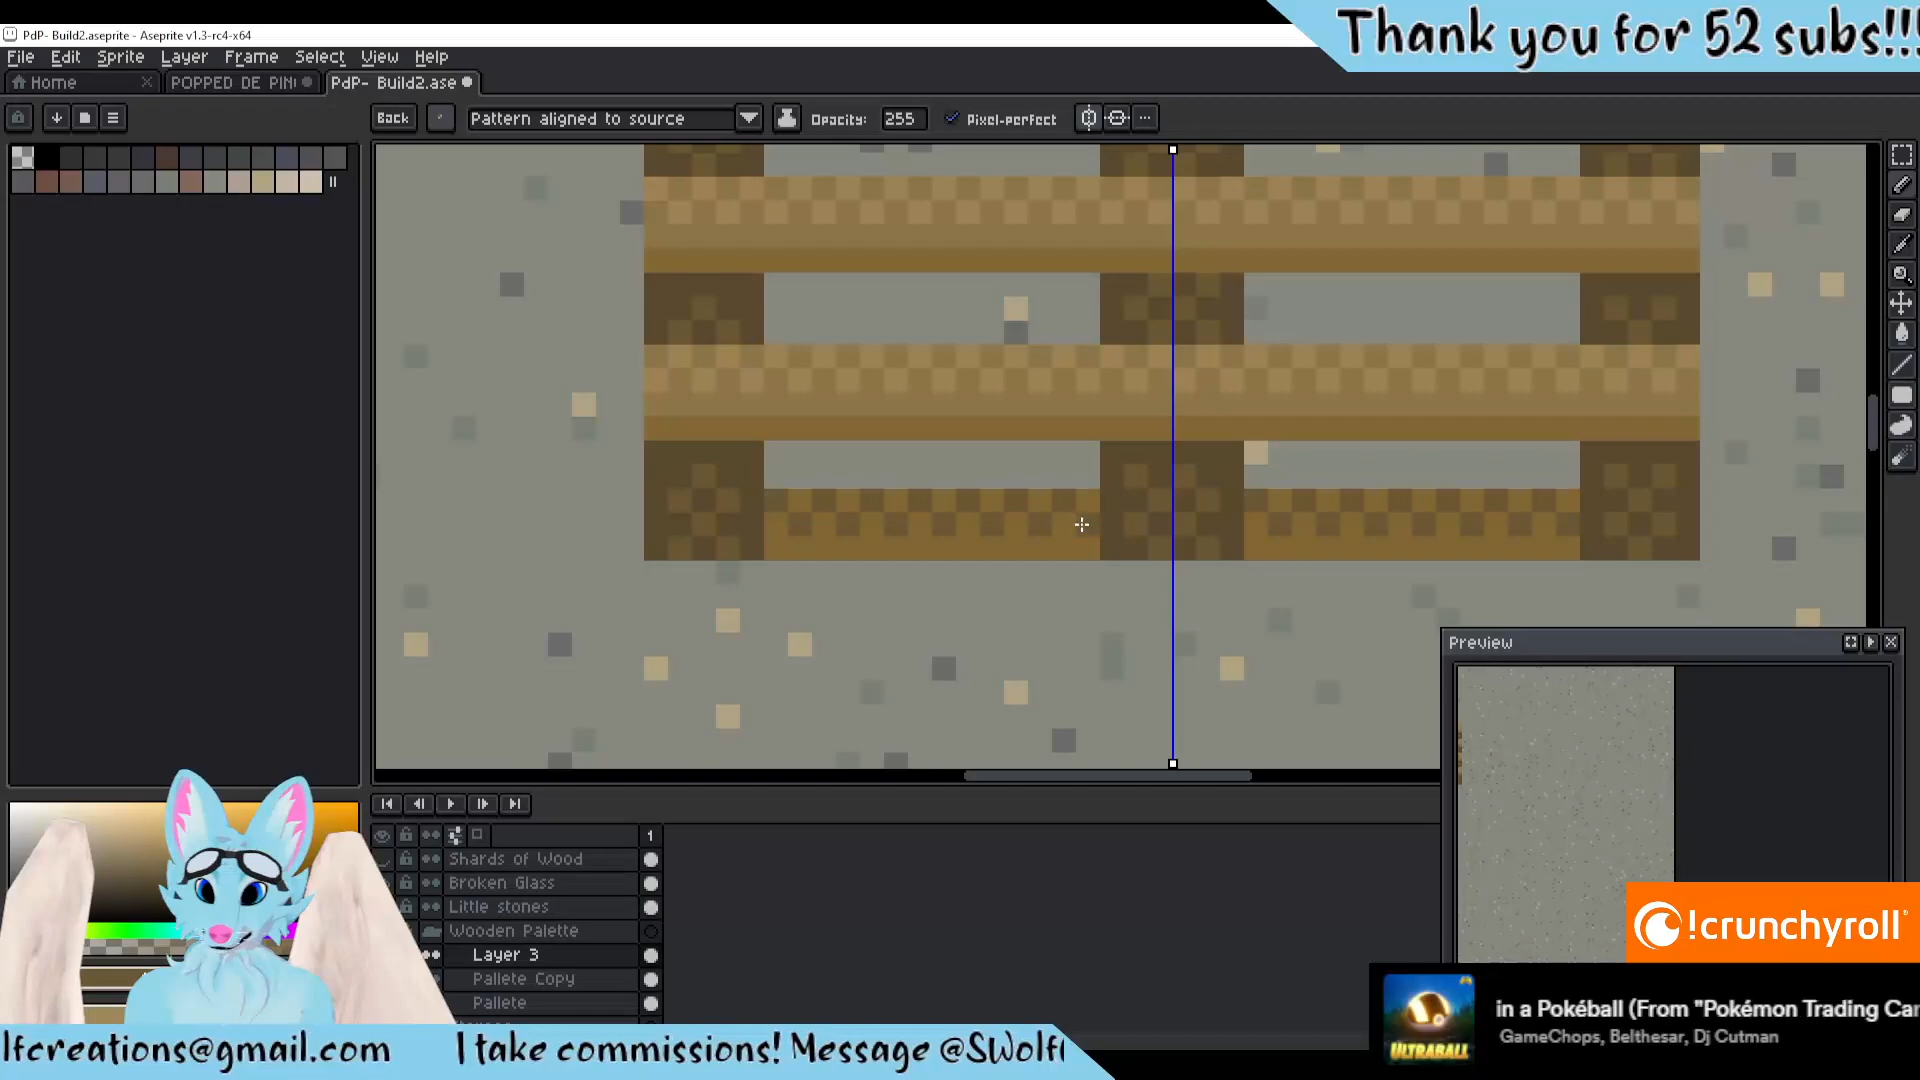 Thank you for 52 subs!!!
PdP- Build2.aseprite - Aseprite v1.3-rc4-x64
File Edit Sprite Layer Frame Select View Help
Home
POPPED DE PIN
PdP- Build2.ase
Back
Pattern aligned to source
Opacity: 255
Pixel-perfect
Preview
1
Shards of Wood
Broken Glass
Little stones
Wooden Palette
Layer 3
Pallete Copy
Pallete
!crunchyroll
in a Pokéball (From "Pokémon Trading Car
GameChops, Belthesar, Dj Cutman
ULTRABALL
lfcreations@gmail.com
I take commissions! Message @SWolf